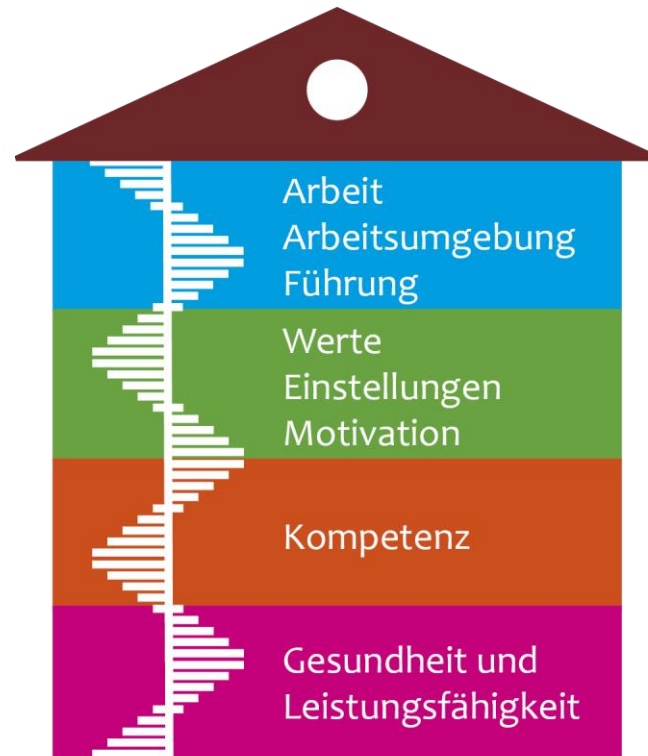 Arbeit
Arbeitsumgebung
Führung
Werte
Einstellungen
Motivation
Kompetenz
Gesundheit und
Leistungsfähigkeit